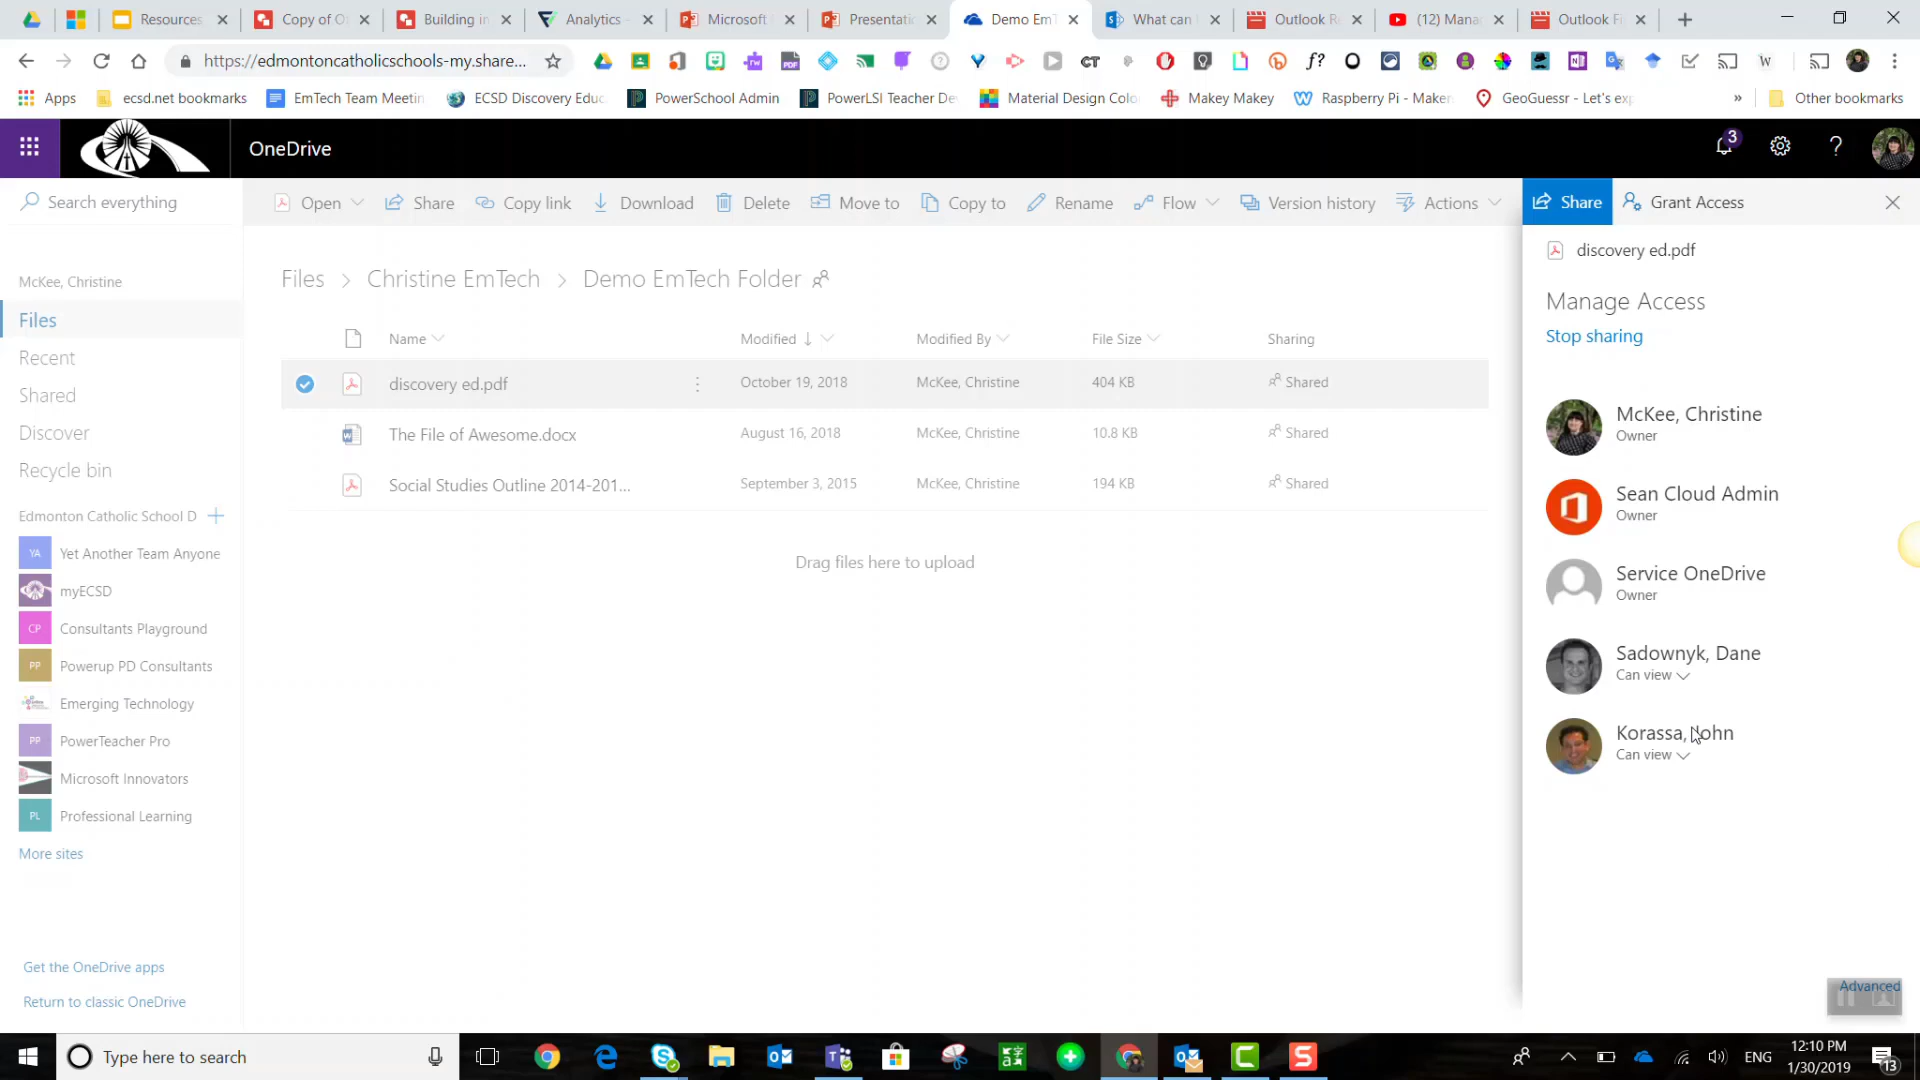 Resources
Copy of O
Building in
Analytics -
Microsoft
Presentatio
Demo EmT
What can
Outlook R
(12) Mana
Outlook F
https://edmontoncatholicschools-my.share...
Apps
ecsd.net bookmarks
EmTech Team Meetin
ECSD Discovery Educ
PowerSchool Admin
PowerLSI Teacher De
Material Design Colo
Makey Makey
Raspberry Pi - Maker
GeoGuessr - Let's exp
»
Other bookmarks
OneDrive
3
Search everything
Open
Share
Copy link
Download
Delete
Move to
Copy to
Rename
Flow
Version history
Actions
Share
Grant Access
McKee, Christine
Files
Recent
Shared
Discover
Recycle bin
Edmonton Catholic School D
YA Yet Another Team Anyone
myECSD
CP Consultants Playground
PP Powerup PD Consultants
Emerging Technology
PP PowerTeacher Pro
Microsoft Innovators
PL Professional Learning
More sites
Get the OneDrive apps
Return to classic OneDrive
Files > Christine EmTech > Demo EmTech Folder
Name Modified Modified By File Size Sharing
discovery ed.pdf October 19, 2018 McKee, Christine 404 KB Shared
The File of Awesome.docx August 16, 2018 McKee, Christine 10.8 KB Shared
Social Studies Outline 2014-201... September 3, 2015 McKee, Christine 194 KB Shared
Drag files here to upload
discovery ed.pdf
Manage Access
Stop sharing
McKee, Christine
Owner
Sean Cloud Admin
Owner
Service OneDrive
Owner
Sadownyk, Dane
Can view
Korassa, John
Can view
Advanced
Type here to search
ENG
12:10 PM
1/30/2019
13